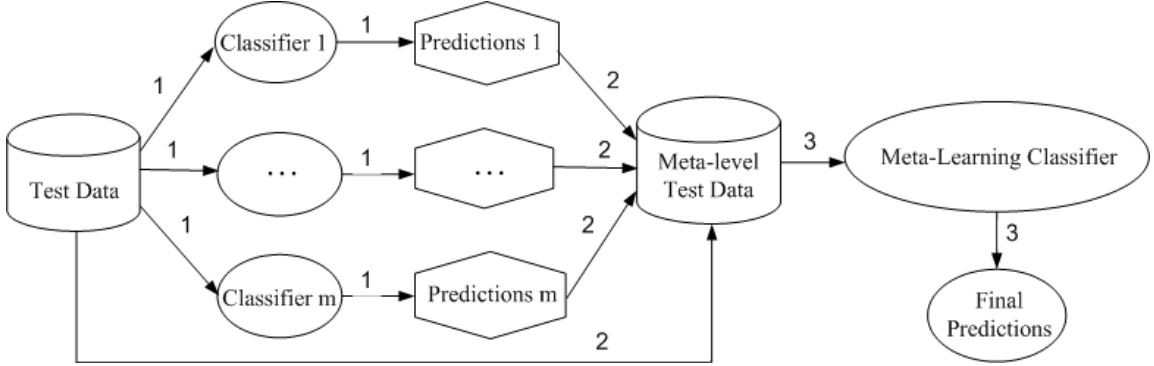 1
Classifier 1
1
Predictions 1
2
1
Test Data
1
...
1
...
2
Meta-level
Test Data
3
Meta-Learning Classifier
1
Classifier m
1
Predictions m
2
3
Final
Predictions
2